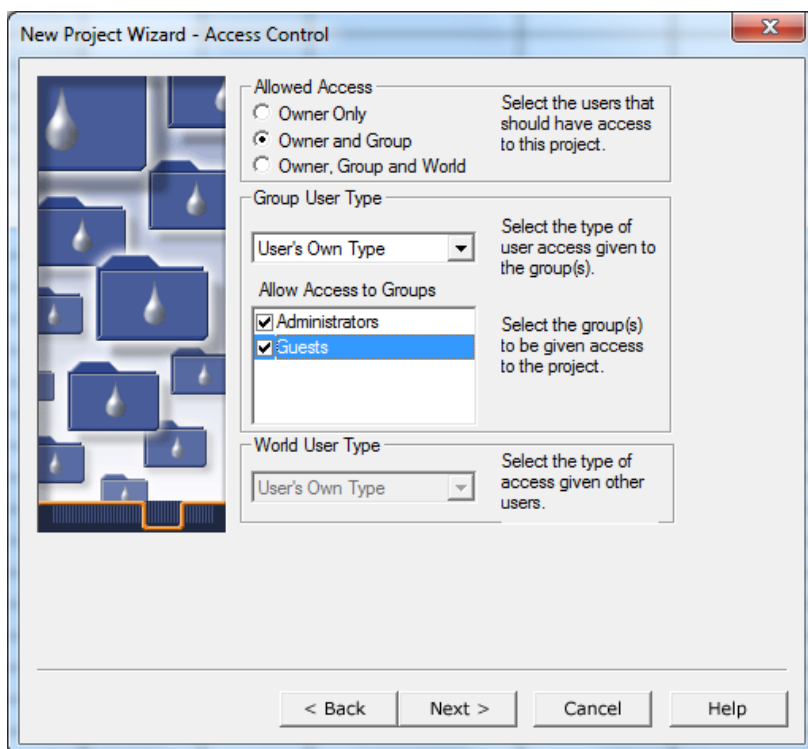 New Project Wizard - Access Control
Allowed Access
Owner Only
Owner and Group
Owner, Group and World
Select the users that
should have access
to this project.
Group User Type
User's Own Type
Select the type of
user access given to
the group(s).
Allow Access to Groups
Administrators
Guests
Select the group(s)
to be given access
to the project.
World User Type
User's Own Type
Select the type of
access given other
users.
< Back
Next >
Cancel
Help